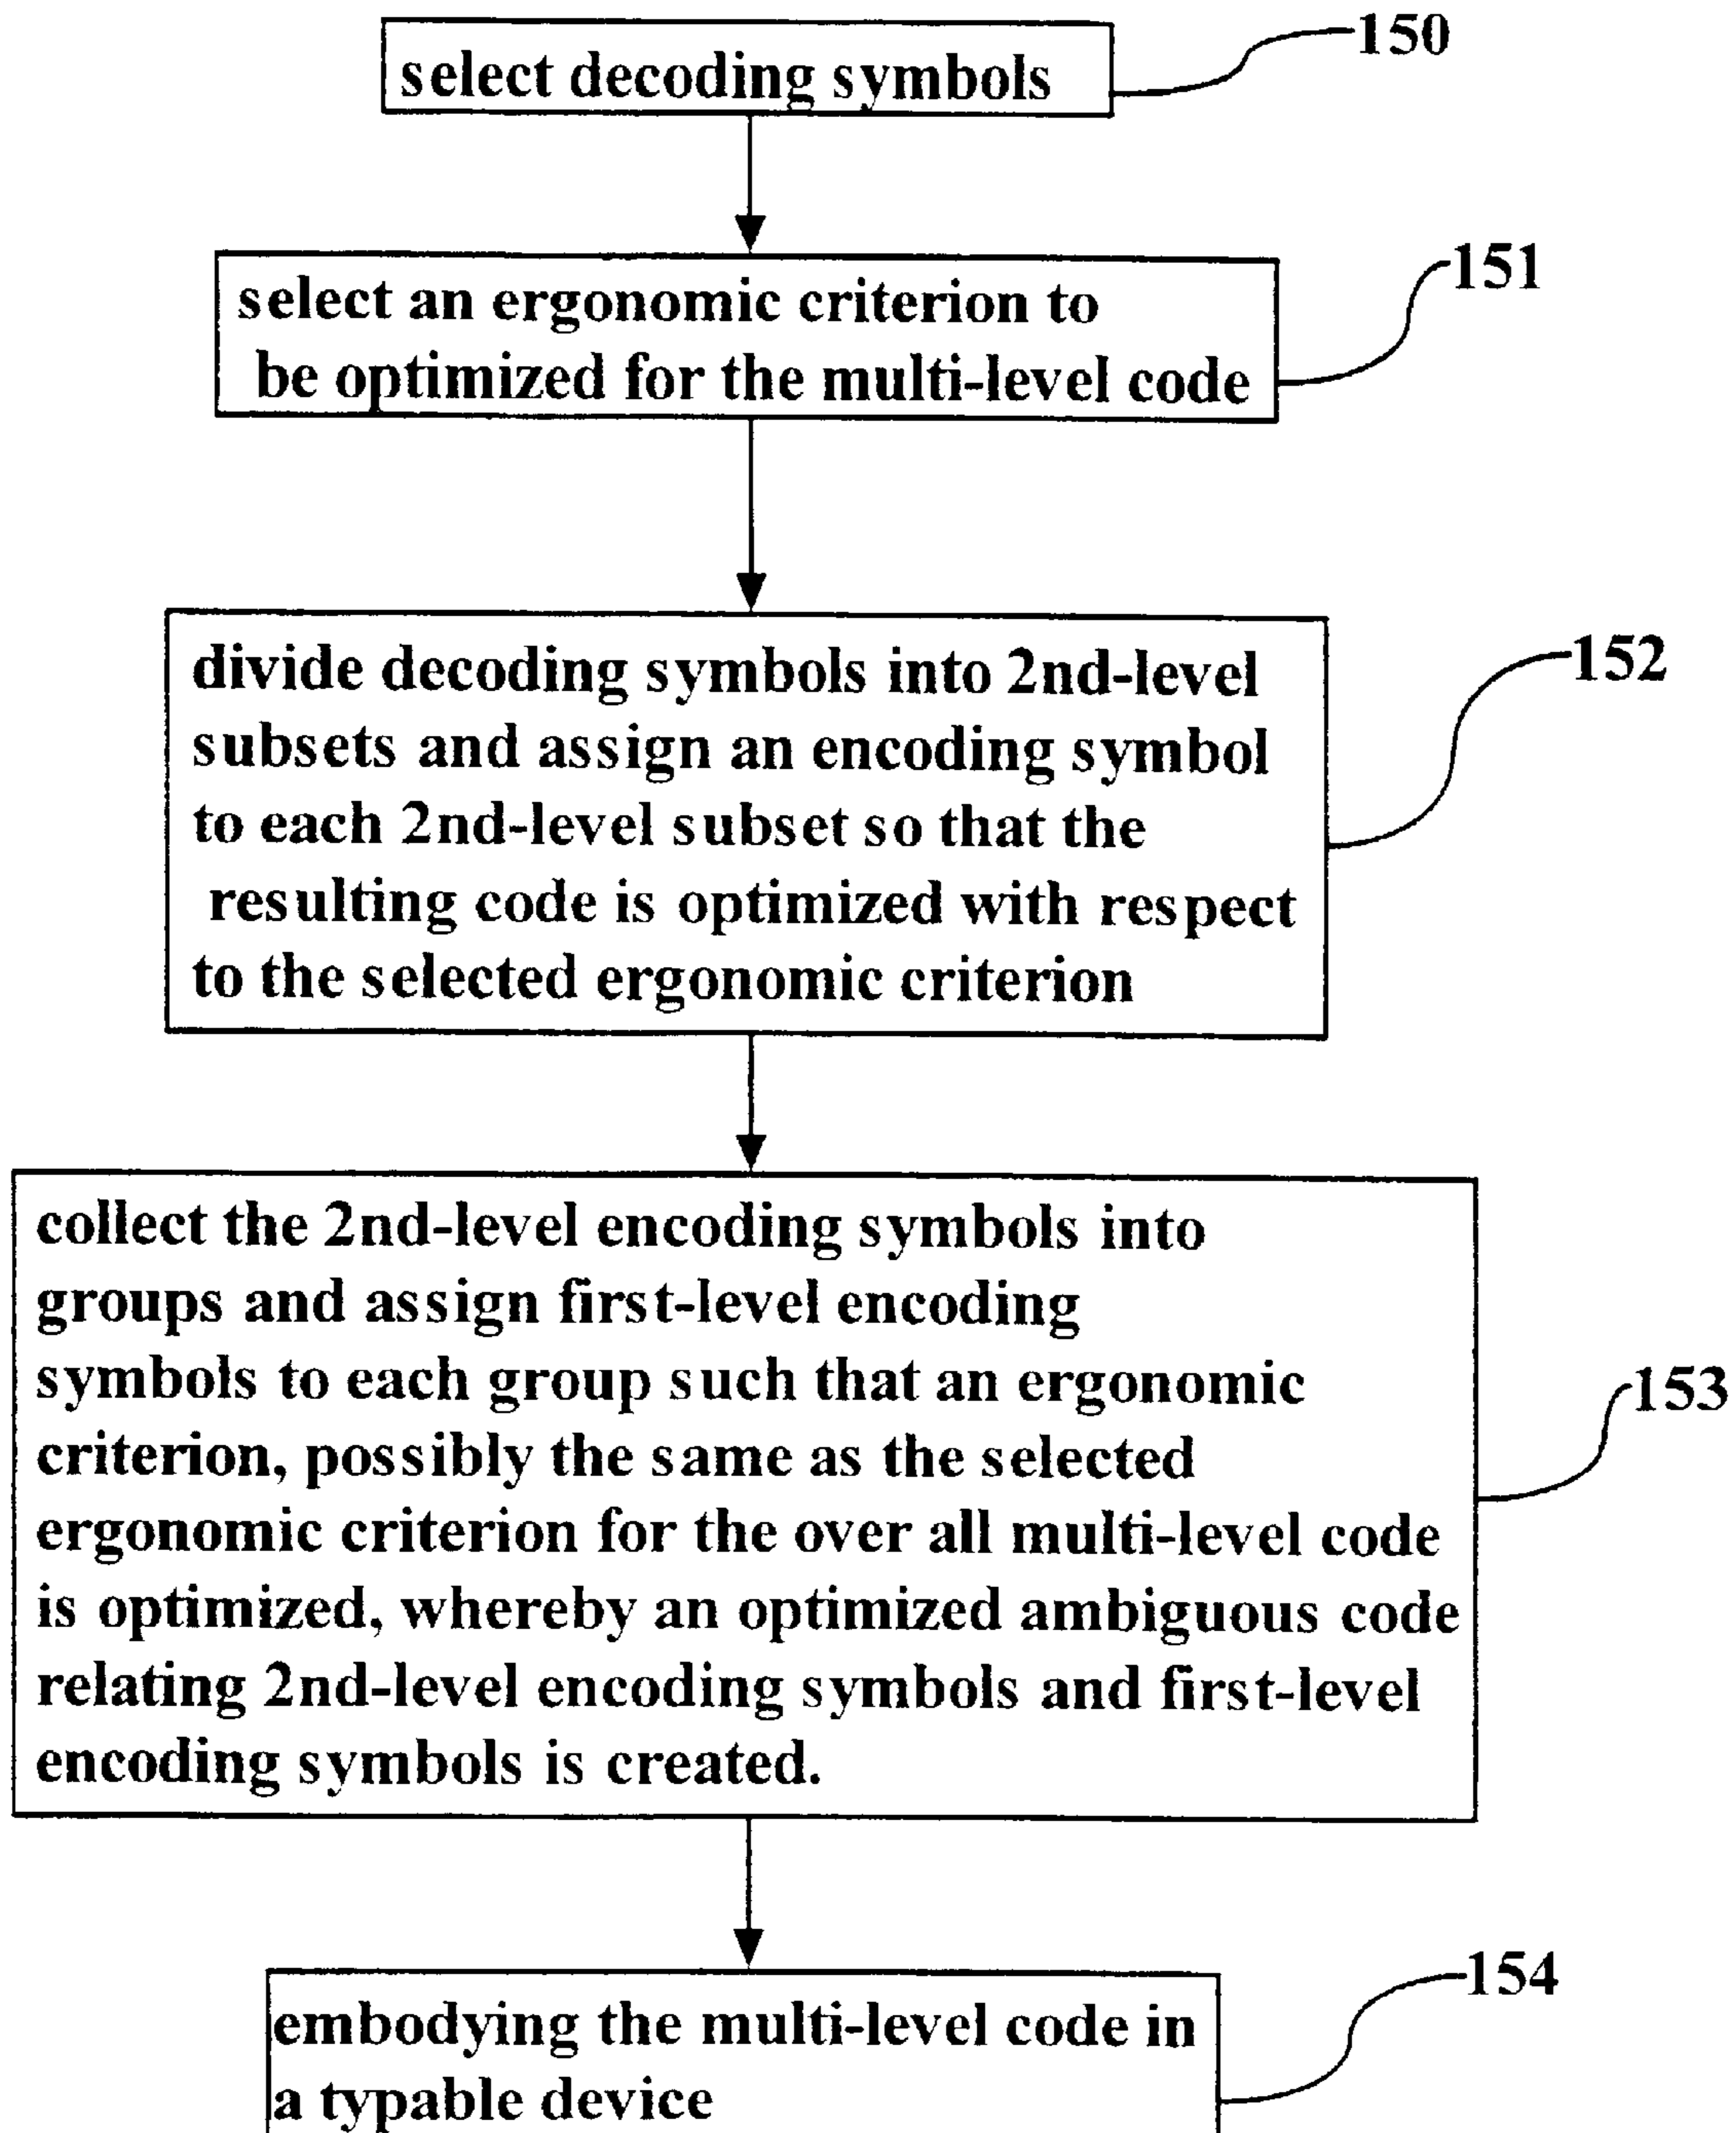 150
select decoding symbols
151
select an ergonomic criterion to
be optimized for the multi-level code
152
divide decoding symbols into 2nd-level
subsets and assign an encoding symbol
to each 2nd-level subset so that the
resulting code is optimized with respect
to the selected ergonomic criterion
153
collect the 2nd-level encoding symbols into
groups and assign first-level encoding
symbols to each group such that an ergonomic
criterion, possibly the same as the selected
ergonomic criterion for the over all multi-level code
is optimized, whereby an optimized ambiguous code
relating 2nd-level encoding symbols and first-level
encoding symbols is created.
154
embodying the multi-level code in
a typable device